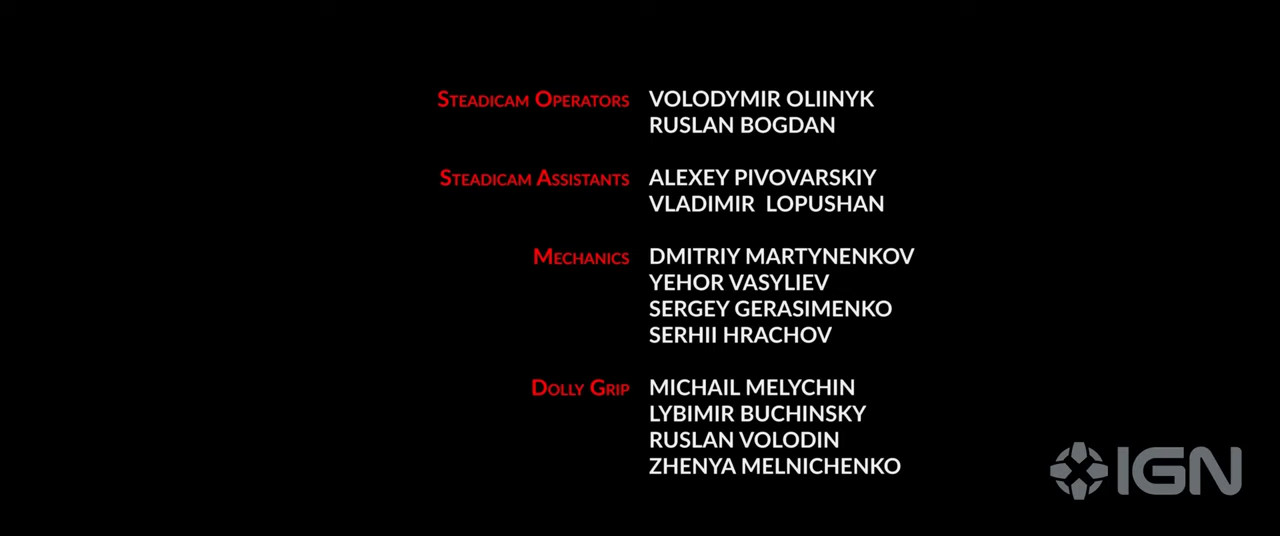 STEADICAM OPERATORS VOLODYMIR OLIINYK
RUSLAN BOGDAN
STEADICAM ASSISTANTS ALEXEY PIVOVARSKIY
VLADIMIR LOPUSHAN
MECHANICS DMITRIY MARTYNENKOV
YEHOR VASYLIEV
SERGEY GERASIMENKO
SERHII HRACHOV
DOLLY GRIP MICHAIL MELYCHIN
LYBIMIR BUCHINSKY
RUSLAN VOLODIN
ZHENYA MELNICHENKO
IGN